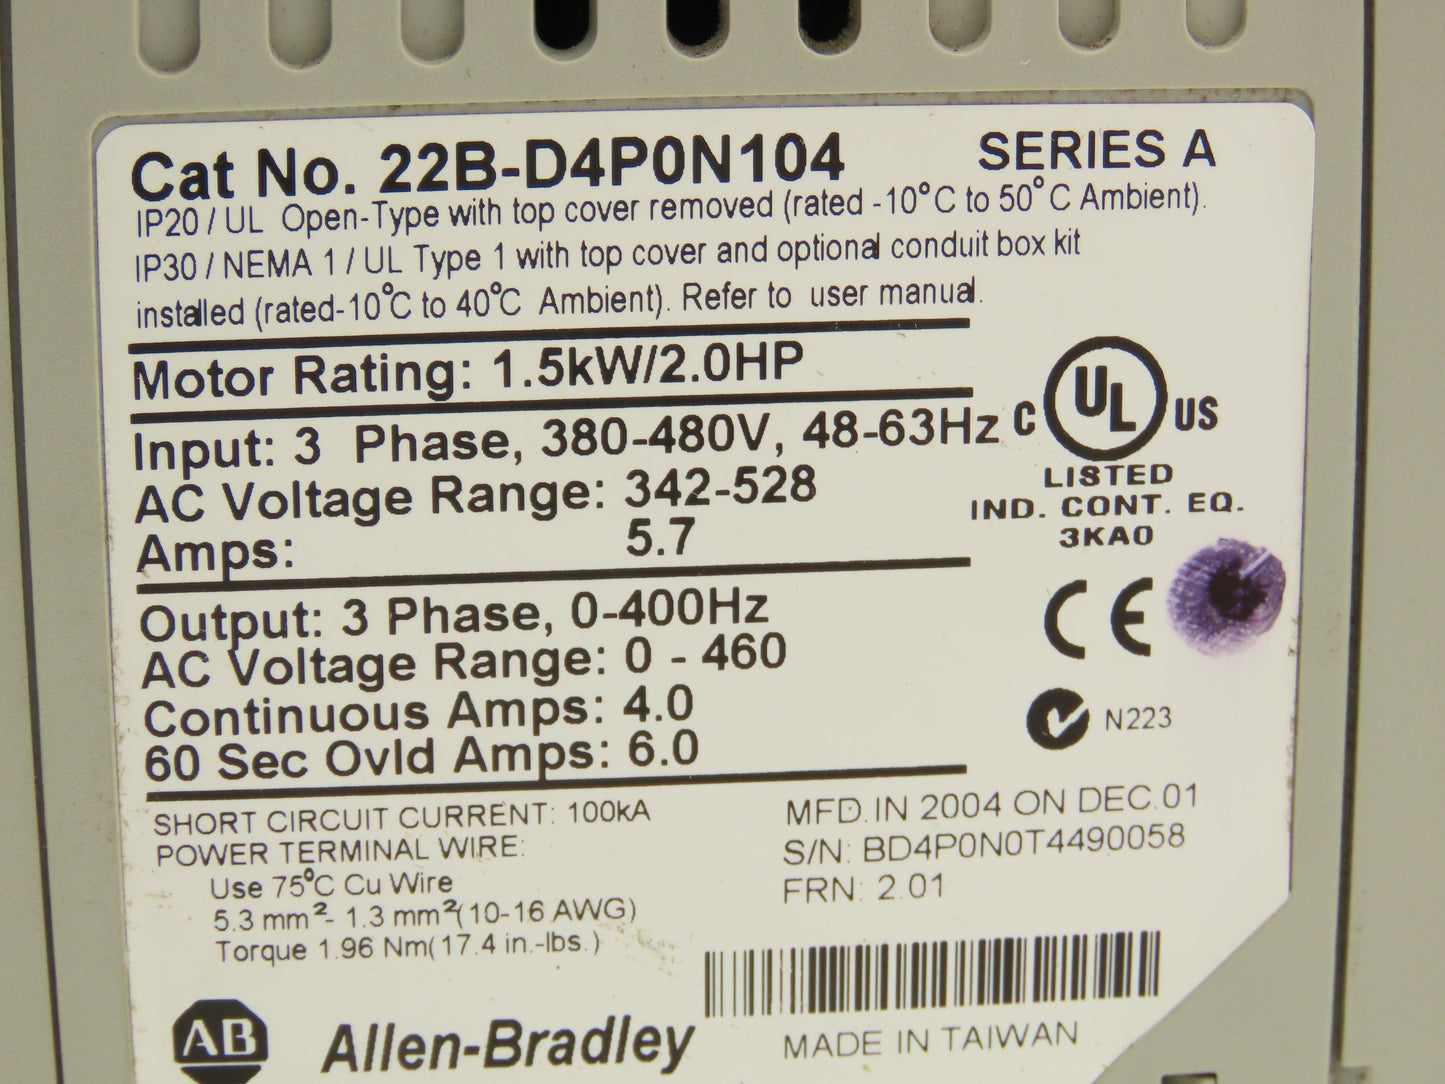 Cat No. 22B-D4P0N104 SERIES A
IP20 / UL Open-Type with top cover removed (rated -10°C to 50°C Ambient).
IP30 / NEMA 1 / UL Type 1 with top cover and optional conduit box kit
installed (rated-10°C to 40°C Ambient). Refer to user manual.
Motor Rating: 1.5kW/2.0HP
Input: 3 Phase, 380-480V, 48-63Hz
AC Voltage Range: 342-528
Amps: 5.7
C UL US
LISTED
IND. CONT. EQ.
3KA0
CE
Output: 3 Phase, 0-400Hz
AC Voltage Range: 0 - 460
Continuous Amps: 4.0
60 Sec Ovld Amps: 6.0
N223
SHORT CIRCUIT CURRENT: 100kA
POWER TERMINAL WIRE:
Use 75°C Cu Wire
5.3 mm²- 1.3 mm²(10-16 AWG)
Torque 1.96 Nm(17.4 in.-lbs.)
MFD. IN 2004 ON DEC.01
S/N: BD4P0N0T4490058
FRN: 2.01
AB Allen-Bradley
MADE IN TAIWAN